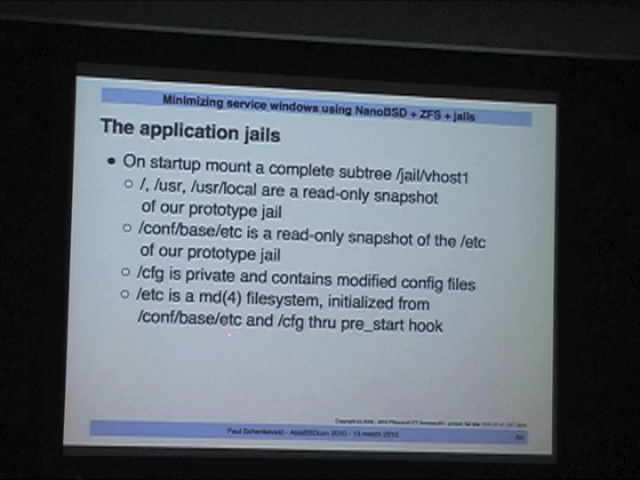 Minimizing service windows using NanoBSD + ZFS + jails
The application jails
• On startup mount a complete subtree /jail/vhost1
○ /, /usr, /usr/local are a read-only snapshot
of our prototype jail
○ /conf/base/etc is a read-only snapshot of the /etc
of our prototype jail
○ /cfg is private and contains modified config files
○ /etc is a md(4) filesystem, initialized from
/conf/base/etc and /cfg thru pre_start hook
Paul Schenkeveld - AsiaBSDCon 2010 - 13 march 2010